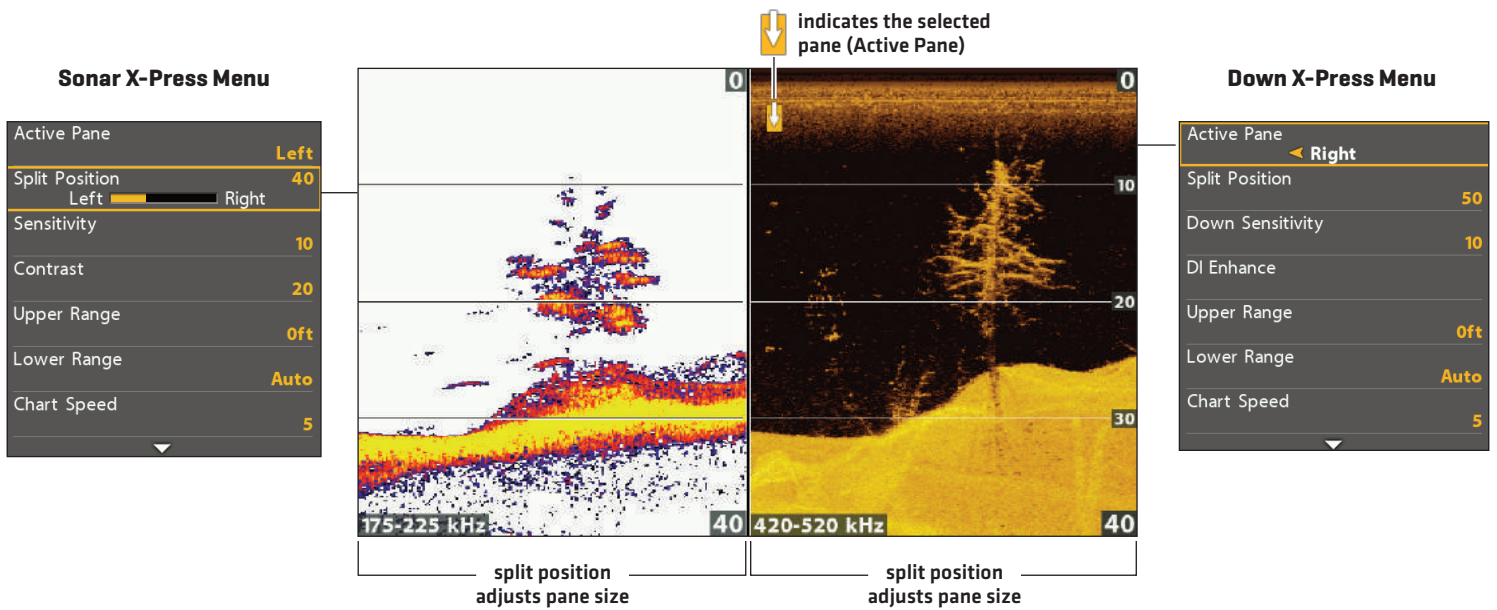 indicates the selected
pane (Active Pane)
Sonar X-Press Menu
Active Pane
Left
Split Position 40
Left Right
Sensitivity
10
Contrast
20
Upper Range
0ft
Lower Range
Auto
Chart Speed
5
0
175-225 kHz 40
split position
adjusts pane size
0
10
20
30
420-520 kHz 40
split position
adjusts pane size
Down X-Press Menu
Active Pane
Right
Split Position
50
Down Sensitivity
10
DI Enhance
Upper Range
0ft
Lower Range
Auto
Chart Speed
5